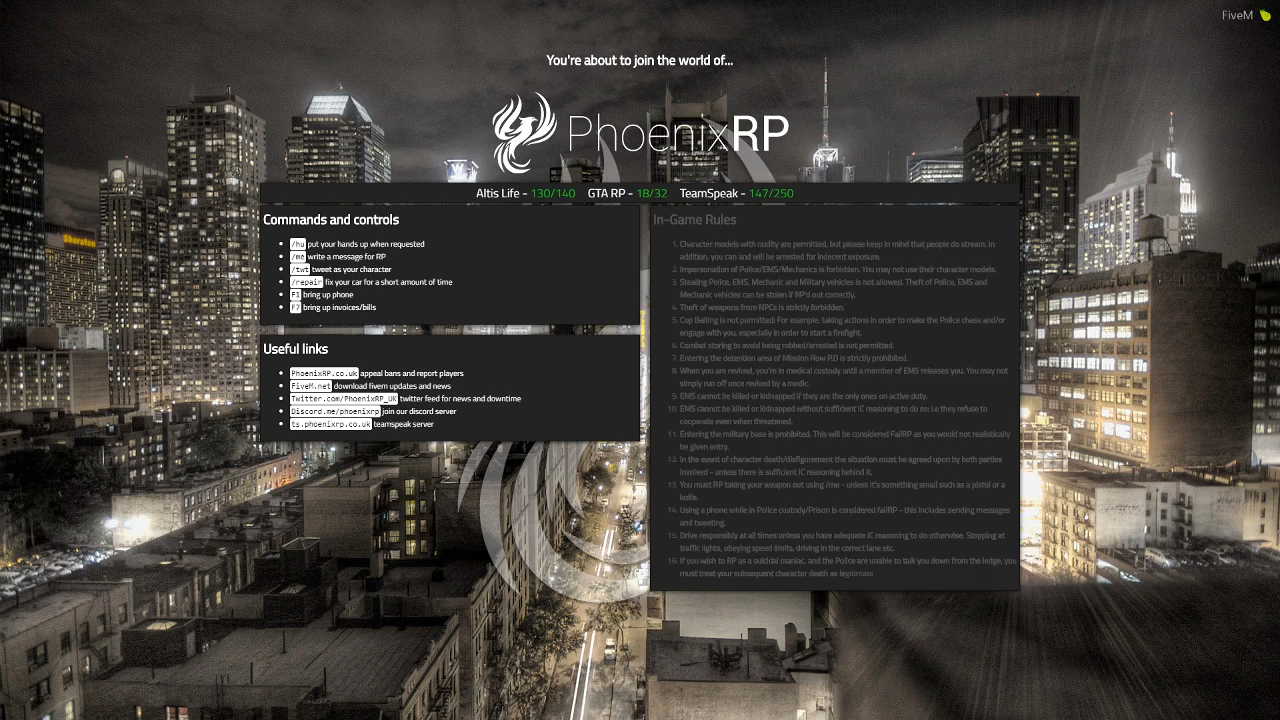 FiveM
You're about to join the world of...
PhoenixRP
Altis Life - 130/140 GTA RP - 18/32 TeamSpeak - 147/250
Commands and controls
/hu put your hands up when requested
/me write a message for RP
/twt tweet as your character
/repair fix your car for a short amount of time
F1 bring up phone
F7 bring up invoices/bills
Useful links
PhoenixRP.co.uk appeal bans and report players
FiveM.net download fivem updates and news
Twitter.com/PhoenixRP_UK twitter feed for news and downtime
Discord.me/phoenixrp join our discord server
ts.phoenixrp.co.uk teamspeak server
In-Game Rules
1. Character models with nudity are permitted, but please keep in mind that people do stream. In
addition, you can and will be arrested for indecent exposure.
2. Impersonation of Police/EMS/Mechanics is forbidden. You may not use their character models.
3. Stealing Police, EMS, Mechanic and Military vehicles is not allowed. Theft of Police, EMS and
Mechanic vehicles can be stolen if RP'd out correctly.
4. Theft of weapons from NPCs is strictly forbidden.
5. Cop Baiting is not permitted: For example, taking actions in order to make the Police chase and/or
engage with you, especially in order to start a firefight.
6. Combat storing to avoid being robbed/arrested is not permitted.
7. Entering the detention area of Mission Row P.D is strictly prohibited.
8. When you are revived, you're in medical custody until a member of EMS releases you. You may not
simply run off once revived by a medic.
9. EMS cannot be killed or kidnapped if they are the only ones on active duty.
10. EMS cannot be killed or kidnapped without sufficient IC reasoning to do so: i.e they refuse to
cooperate even when threatened.
11. Entering the military base is prohibited. This will be considered FailRP as you would not realistically
be given entry.
12. In the event of character death/disfigurement the situation must be agreed upon by both parties
involved - unless there is sufficient IC reasoning behind it.
13. You must RP taking your weapon out using /me - unless it's something small such as a pistol or a
knife.
14. Using a phone while in Police custody/Prison is considered failRP - this includes sending messages
and tweeting.
15. Drive responsibly at all times unless you have adequate IC reasoning to do otherwise. Stopping at
traffic lights, obeying speed limits, driving in the correct lane etc.
16. If you wish to RP as a suicidal maniac, and the Police are unable to talk you down from the ledge, you
must treat your subsequent character death as legitimate
Sheraton